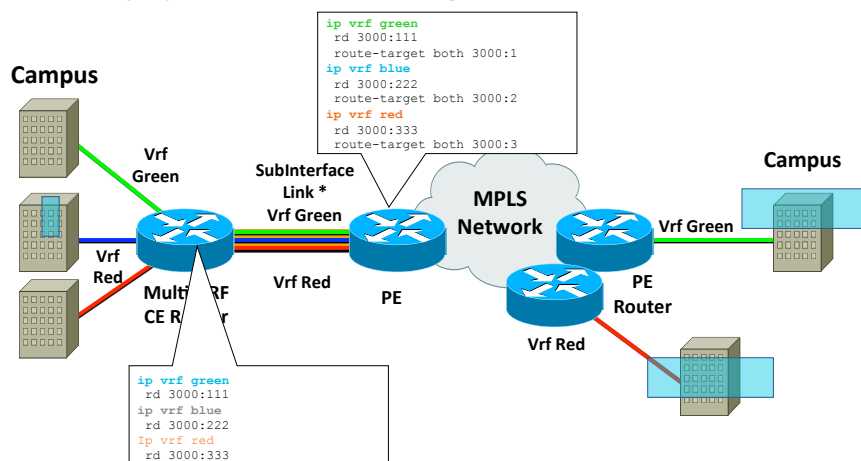 ip vrf green
rd 3000:111
route-target both 3000:1
ip vrf blue
rd 3000:222
route-target both 3000:2
ip vrf red
rd 3000:333
route-target both 3000:3
Campus
Vrf
Green
SubInterface
Link *
Vrf Green
MPLS
Network
Campus
Vrf Green
Vrf
Red
Vrf Red
PE
PE
Router
Vrf Red
CE
ip vrf green
rd 3000:111
ip vrf blue
rd 3000:222
Ip vrf red
rd 3000:333